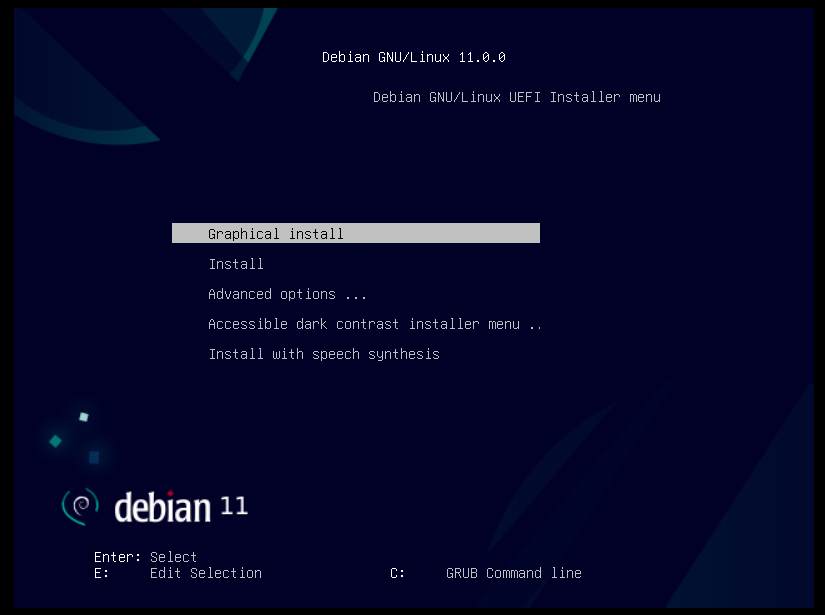 Debian GNU/Linux 11.0.0
Debian GNU/Linux UEFI Installer menu
Graphical install
Install
Advanced options ...
Accessible dark contrast installer menu ..
Install with speech synthesis
debian 11
Enter: Select
E: Edit Selection C: GRUB Command line